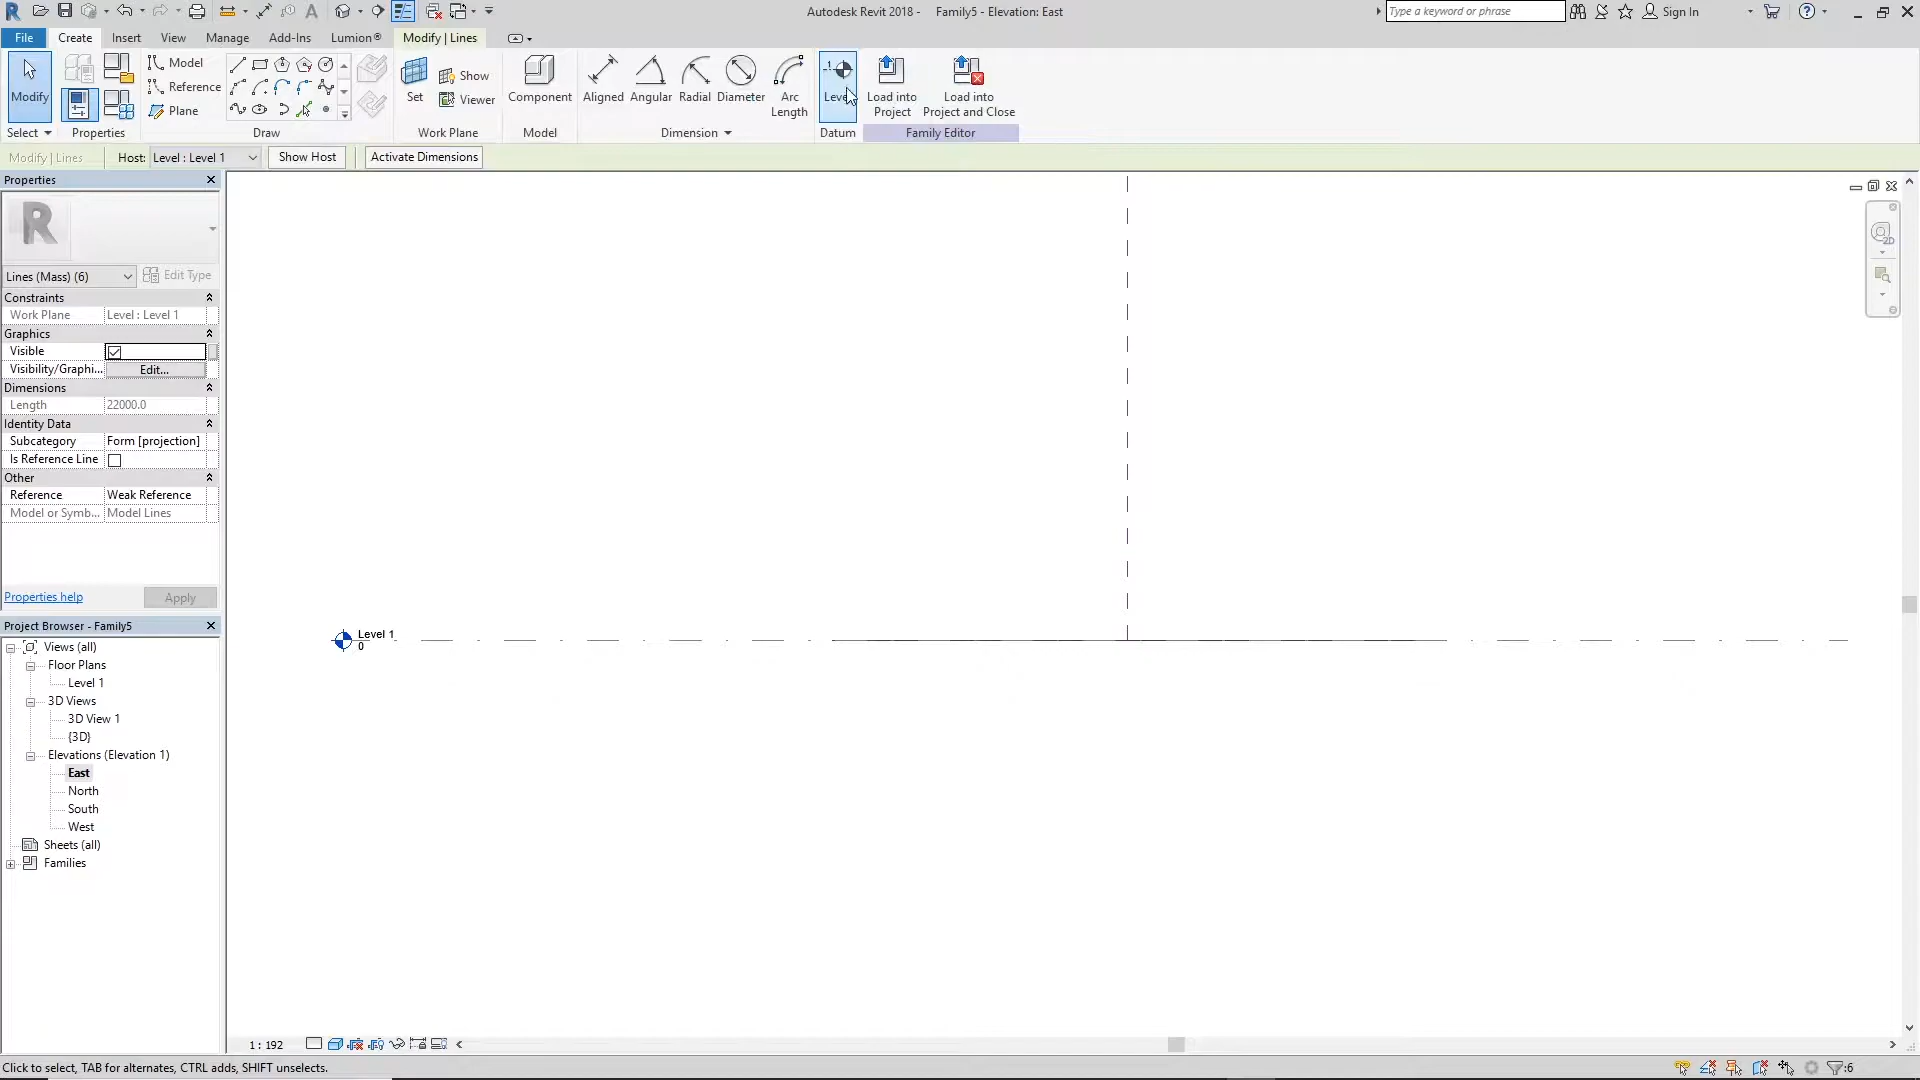 Autodesk Revit 2018 - Family5 - Elevation: East
Type a keyword or phrase
Sign In
File Create Insert View Manage Add-Ins Lumion® Modify | Lines
Modify
Model
Reference
Plane
Set
Show
Viewer
Component
Aligned Angular Radial Diameter Arc Length
Level
Load into Project
Load into Project and Close
Select Properties Draw Work Plane Model Dimension Datum Family Editor
Modify | Lines Host: Level : Level 1 Show Host Activate Dimensions
Properties
R
Lines (Mass) (6) Edit Type
Constraints
Work Plane Level : Level 1
Graphics
Visible
Visibility/Graphi... Edit...
Dimensions
Length 22000.0
Identity Data
Subcategory Form [projection]
Is Reference Line
Other
Reference Weak Reference
Model or Symb... Model Lines
Properties help Apply
Project Browser - Family5
Views (all)
Floor Plans
Level 1
3D Views
3D View 1
{3D}
Elevations (Elevation 1)
East
North
South
West
Sheets (all)
Families
Level 1
0
2D
1 : 192
Click to select, TAB for alternates, CTRL adds, SHIFT unselects.
:6